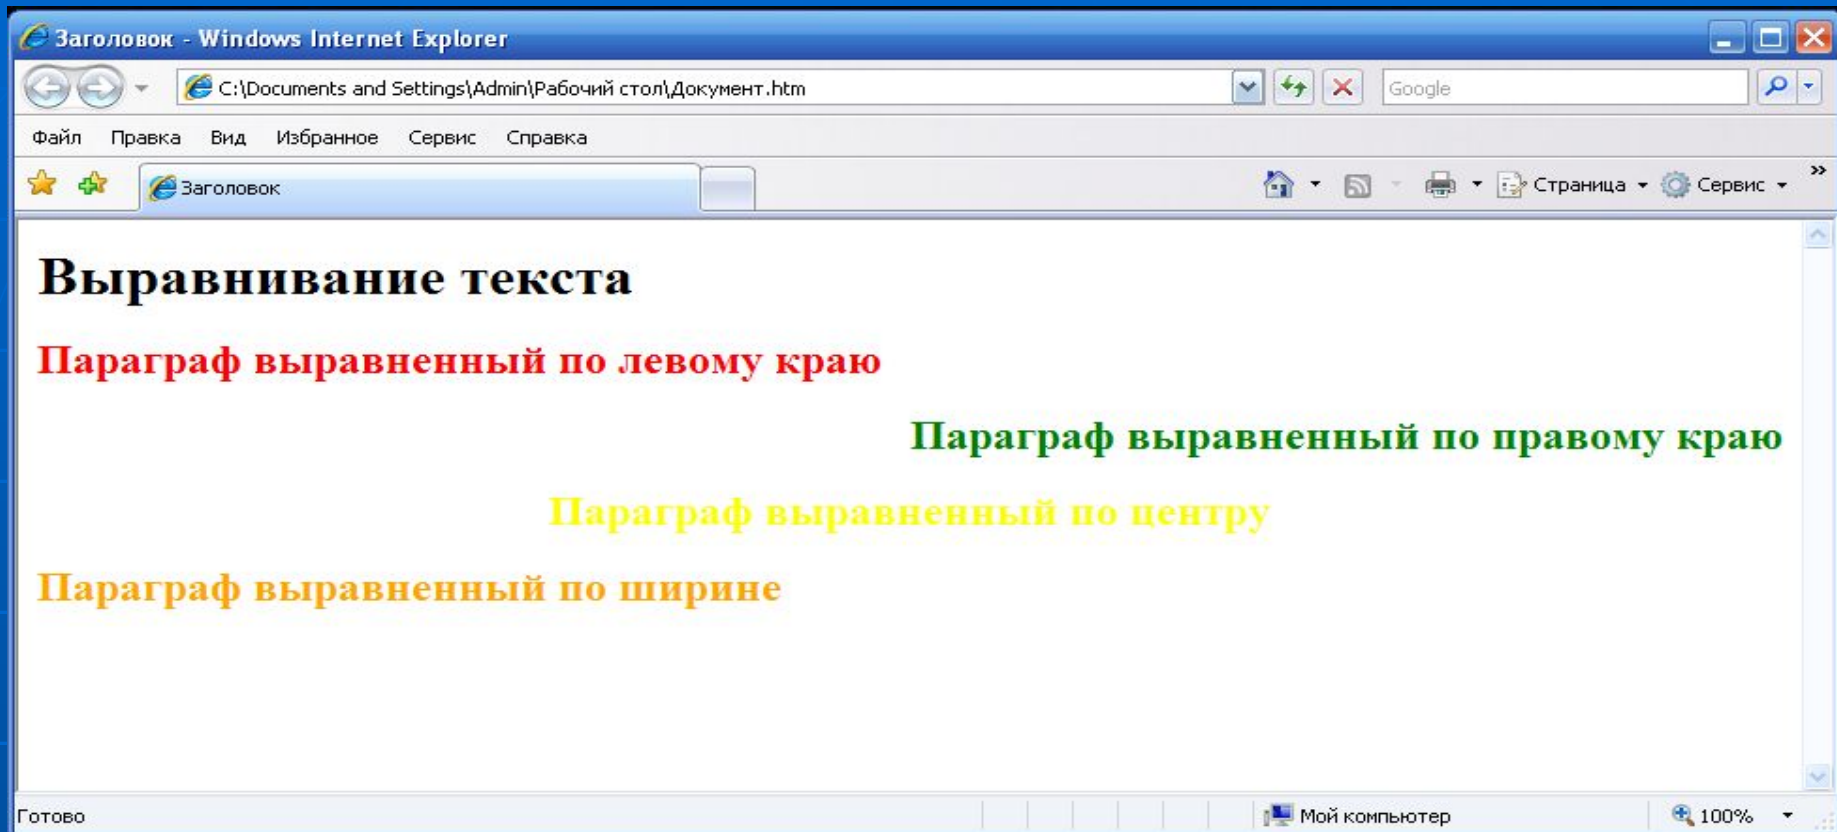 Заголовок - Windows Internet Explorer
C:\Documents and Settings\Admin\Рабочий стол\Документ.htm
Google
Файл Правка Вид Избранное Сервис Справка
Заголовок
Страница Сервис »
Выравнивание текста
Параграф выравненный по левому краю
Параграф выравненный по правому краю
Параграф выравненный по центру
Параграф выравненный по ширине
Готово Мой компьютер 100%